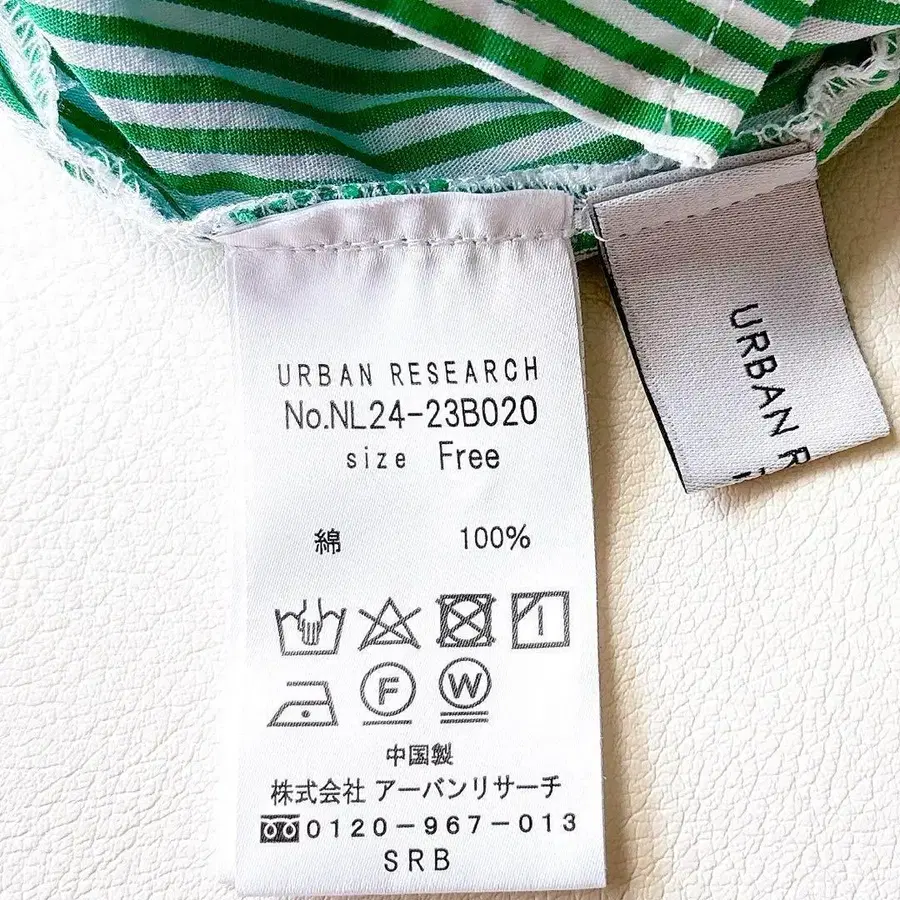 URBAN RESEARCH
No.NL24-23B020
size Free
綿 100%
F W
中国製
株式会社 アーバンリサーチ
0120-967-013
SRB
URBAN R